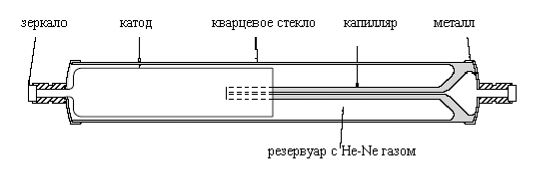 зеркало
катод
кварцевое стекло
капилляр
металл
резервуар с He-Ne газом